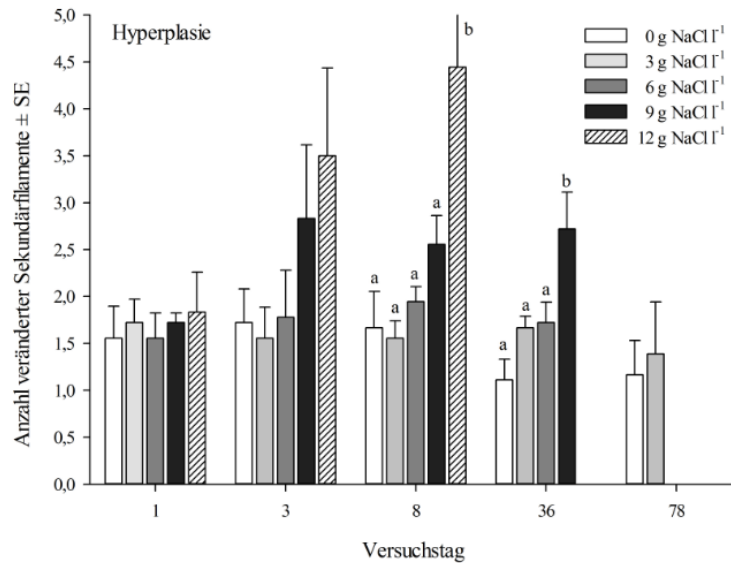 Hyperplasie
0 g NaCl l⁻¹
3 g NaCl l⁻¹
6 g NaCl l⁻¹
9 g NaCl l⁻¹
12 g NaCl l⁻¹
Anzahl veränderter Sekundärfilamente ± SE
5,0
4,5
4,0
3,5
3,0
2,5
2,0
1,5
1,0
0,5
0,0
a
a
a
a
b
a
a
a
b
1
3
8
36
78
Versuchstag